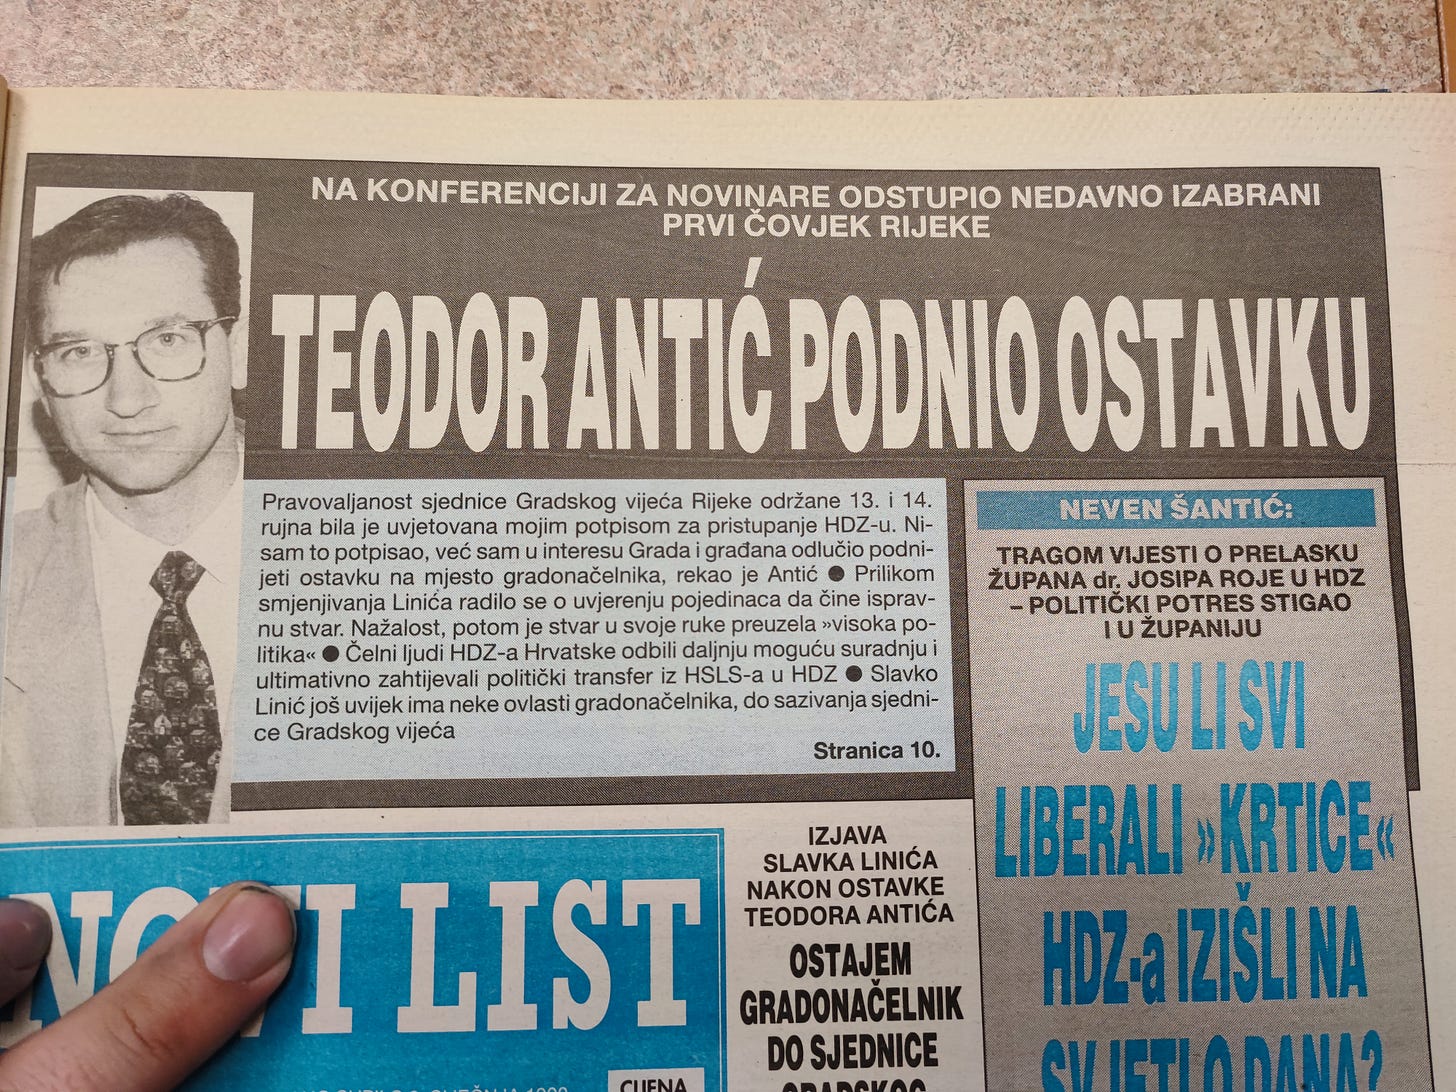 NA KONFERENCIJI ZA NOVINARE ODSTUPIO NEDAVNO IZABRANI
PRVI ČOVJEK RIJEKE
TEODOR ANTIĆ PODNIO OSTAVKU
Pravovaljanost sjednice Gradskog vijeća Rijeke održane 13. i 14.
rujna bila je uvjetovana mojim potpisom za pristupanje HDZ-u. Ni-
sam to potpisao, već sam u interesu Grada i građana odlučio podni-
jeti ostavku na mjesto gradonačelnika, rekao je Antić ● Prilikom
smjenjivanja Linića radilo se o uvjerenju pojedinaca da čine isprav-
nu stvar. Nažalost, potom je stvar u svoje ruke preuzela »visoka po-
litika« ● Čelni ljudi HDZ-a Hrvatske odbili daljnju moguću suradnju i
ultimativno zahtijevali politički transfer iz HSLS-a u HDZ ● Slavko
Linić još uvijek ima neke ovlasti gradonačelnika, do sazivanja sjedni-
ce Gradskog vijeća
Stranica 10.
NEVEN ŠANTIĆ:
TRAGOM VIJESTI O PRELASKU
ŽUPANA dr. JOSIPA ROJE U HDZ
– POLITIČKI POTRES STIGAO
I U ŽUPANIJU
JESU LI SVI
LIBERALI »KRTICE«
HDZ-a IZIŠLI NA
SVJETLO DANA?
NOVI LIST
CIJENA
IZJAVA
SLAVKA LINIĆA
NAKON OSTAVKE
TEODORA ANTIĆA
OSTAJEM
GRADONAČELNIK
DO SJEDNICE
GRADSKOG